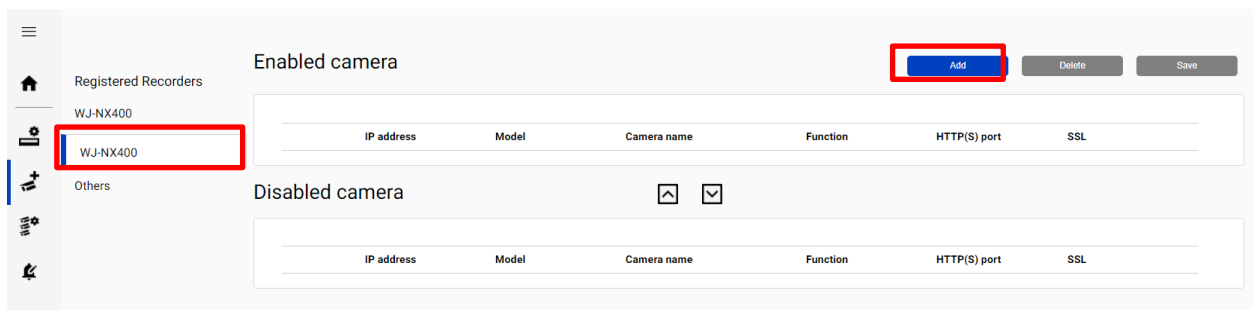 Registered Recorders
WJ-NX400
WJ-NX400
Others
Enabled camera
Add Delete Save
IP address Model Camera name Function HTTP(S) port SSL
Disabled camera
IP address Model Camera name Function HTTP(S) port SSL